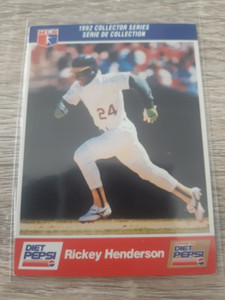 1992 COLLECTOR SERIES
SÉRIE DE COLLECTION
24
DIET
PEPSI
Rickey Henderson
DIET
PEPSI